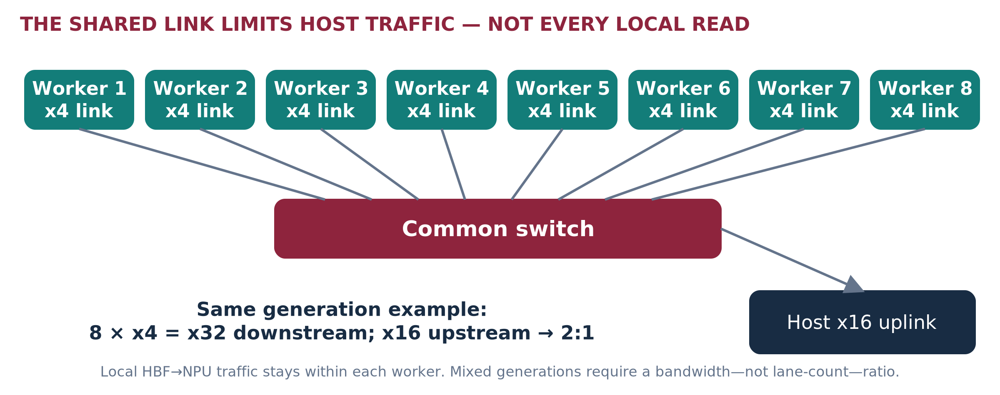 THE SHARED LINK LIMITS HOST TRAFFIC — NOT EVERY LOCAL READ
Worker 1
x4 link
Worker 2
x4 link
Worker 3
x4 link
Worker 4
x4 link
Worker 5
x4 link
Worker 6
x4 link
Worker 7
x4 link
Worker 8
x4 link
Common switch
Same generation example:
8 × x4 = x32 downstream; x16 upstream → 2:1
Host x16 uplink
Local HBF→NPU traffic stays within each worker. Mixed generations require a bandwidth—not lane-count—ratio.